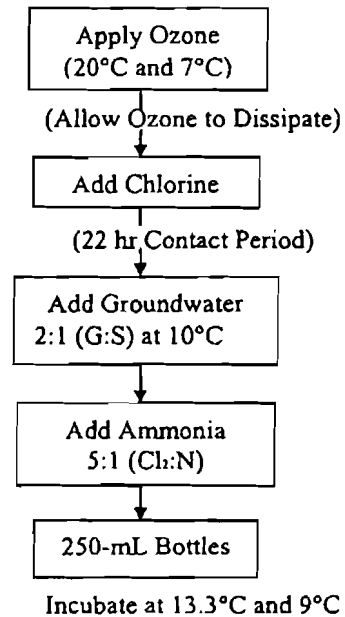 Apply Ozone
(20°C and 7°C)
(Allow Ozone to Dissipate)
Add Chlorine
(22 hr Contact Period)
Add Groundwater
2:1 (G:S) at 10°C
Add Ammonia
5:1 (Cl₂:N)
250-mL Bottles
Incubate at 13.3°C and 9°C